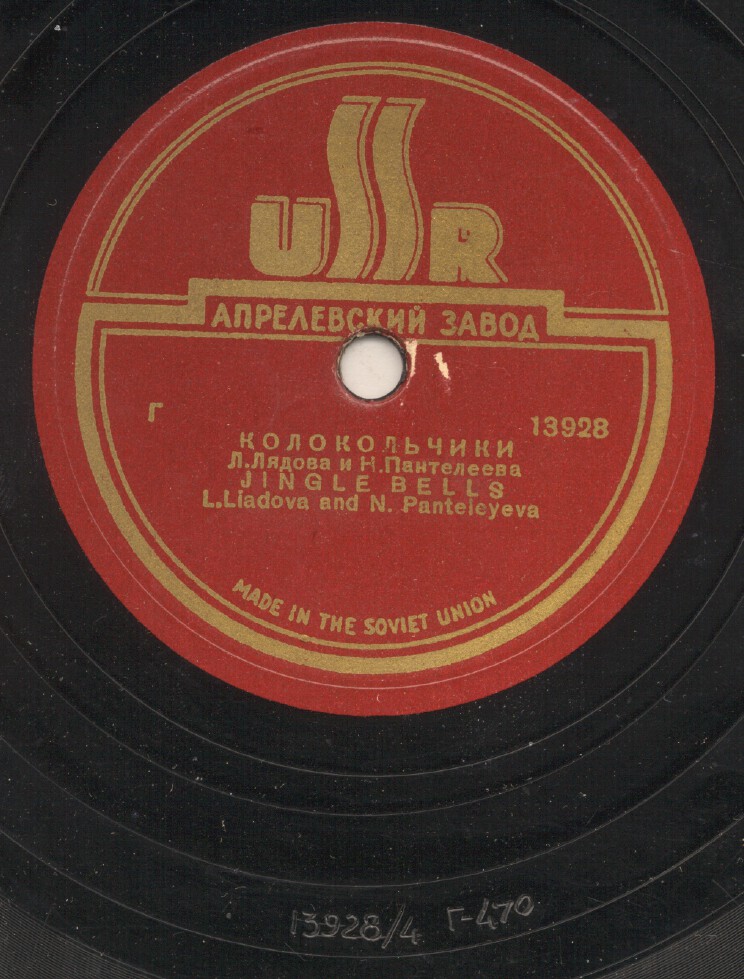 USSR
АПРЕЛЕВСКИЙ ЗАВОД
Г 13928
КОЛОКОЛЬЧИКИ
Л.Лядова и Н.Пантелеева
JINGLE BELLS
L.Liadova and N. Panteleyeva
MADE IN THE SOVIET UNION
13928/4 Г-470